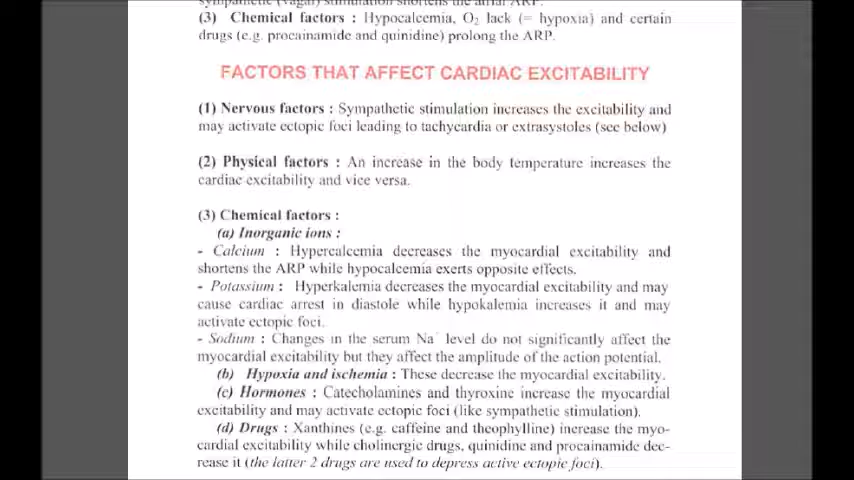 sympathetic (vagal) stimulation shortens the atrial ARP.
(3) Chemical factors : Hypocalcemia, O₂ lack (= hypoxia) and certain
drugs (e.g. procainamide and quinidine) prolong the ARP.
FACTORS THAT AFFECT CARDIAC EXCITABILITY
(1) Nervous factors : Sympathetic stimulation increases the excitability and
may activate ectopic foci leading to tachycardia or extrasystoles (see below)
(2) Physical factors : An increase in the body temperature increases the
cardiac excitability and vice versa.
(3) Chemical factors :
(a) Inorganic ions :
- Calcium : Hypercalcemia decreases the myocardial excitability and
shortens the ARP while hypocalcemia exerts opposite effects.
- Potassium : Hyperkalemia decreases the myocardial excitability and may
cause cardiac arrest in diastole while hypokalemia increases it and may
activate ectopic foci.
- Sodium : Changes in the serum Na⁺ level do not significantly affect the
myocardial excitability but they affect the amplitude of the action potential.
(b) Hypoxia and ischemia : These decrease the myocardial excitability.
(c) Hormones : Catecholamines and thyroxine increase the myocardial
excitability and may activate ectopic foci (like sympathetic stimulation).
(d) Drugs : Xanthines (e.g. caffeine and theophylline) increase the myo-
cardial excitability while cholinergic drugs, quinidine and procainamide dec-
rease it (the latter 2 drugs are used to depress active ectopic foci).